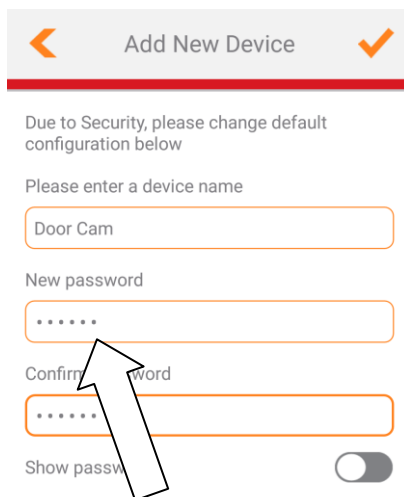 Add New Device
Due to Security, please change default
configuration below
Please enter a device name
Door Cam
New password
••••••
Confirm
••••••
Show